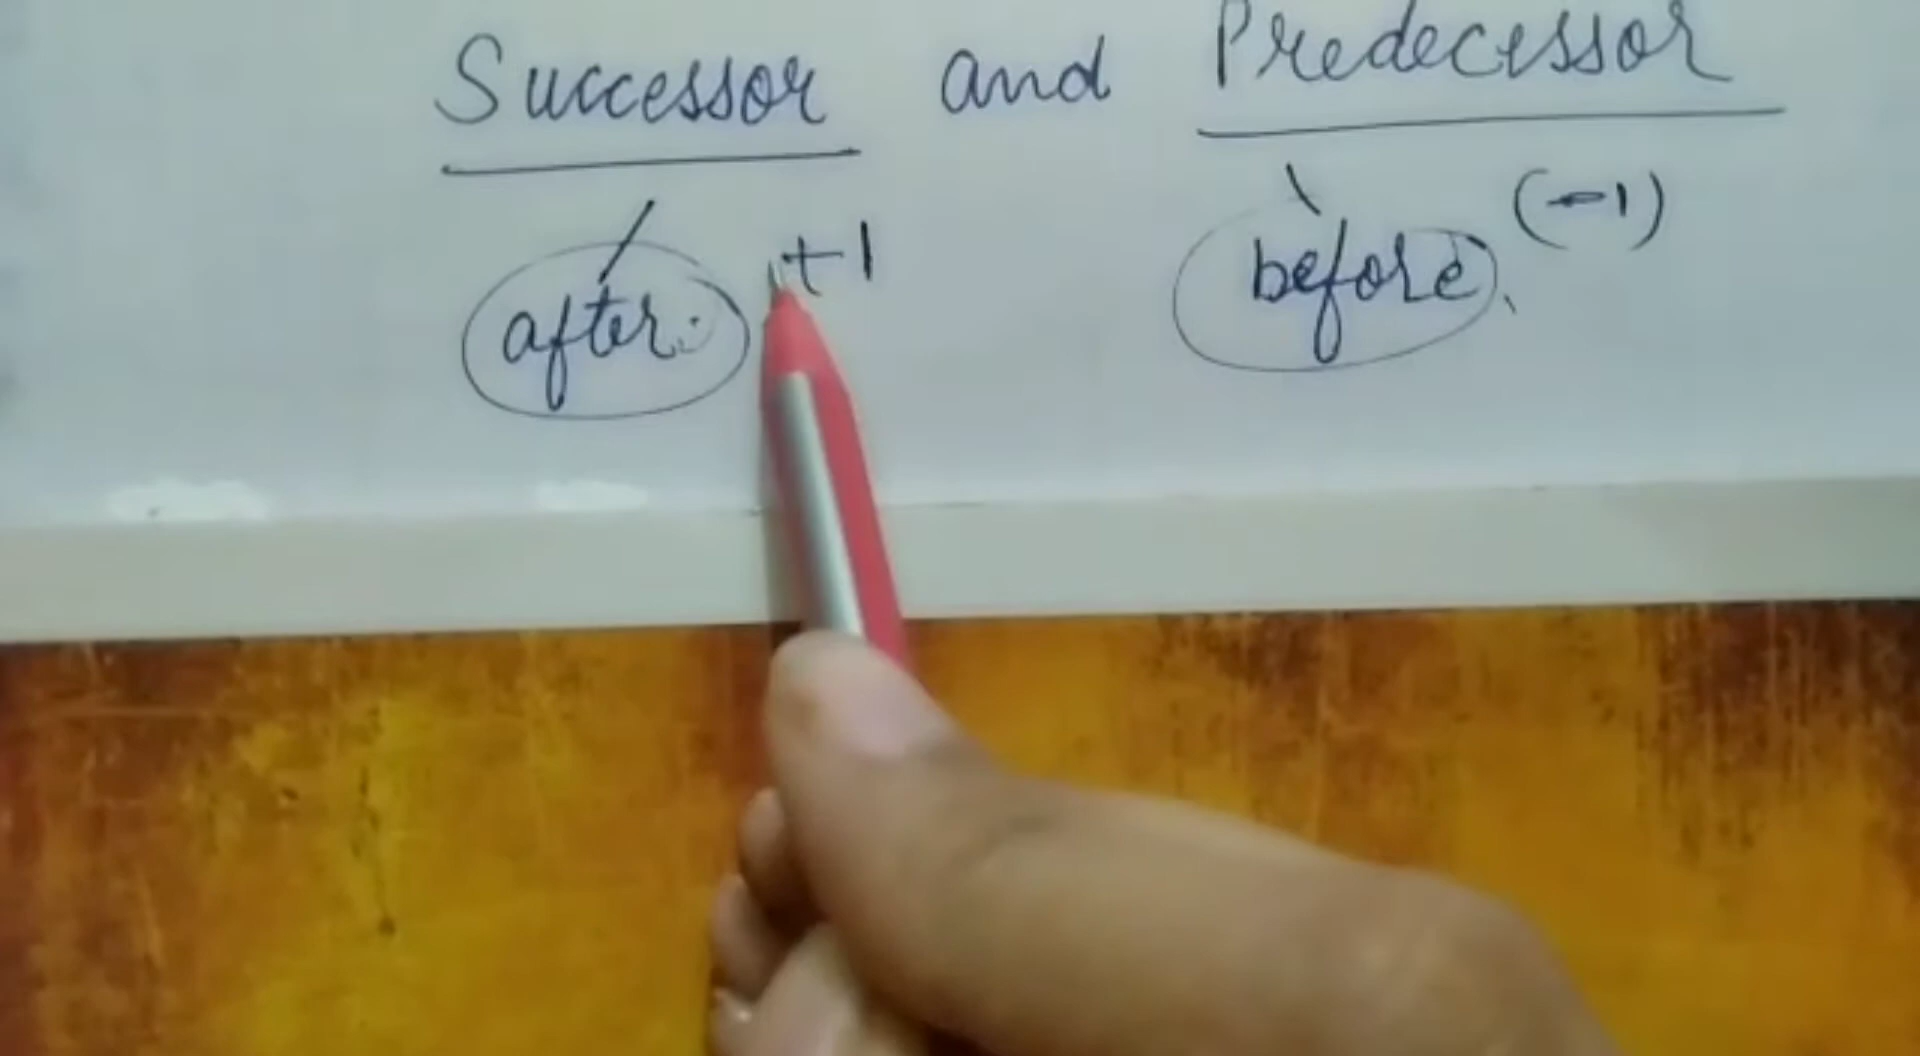 Successor and Predecessor
after. +1 before. (-1)